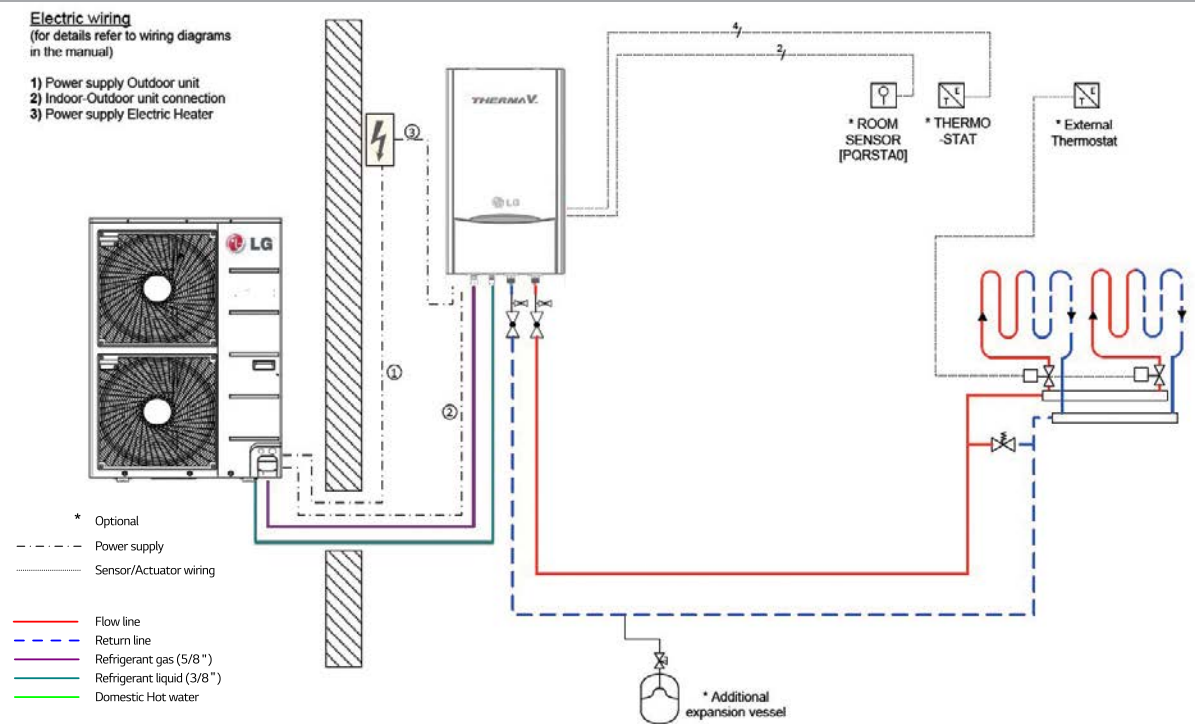 Electric wiring
(for details refer to wiring diagrams
in the manual)
1) Power supply Outdoor unit
2) Indoor-Outdoor unit connection
3) Power supply Electric Heater
4
2
THERMA V.
LG
③
①
②
LG
* ROOM
SENSOR
[PQRSTA0]
* THERMO
-STAT
* External
Thermostat
T E
T E
* Optional
Power supply
Sensor/Actuator wiring
Flow line
Return line
Refrigerant gas (5/8")
Refrigerant liquid (3/8")
Domestic Hot water
* Additional
expansion vessel